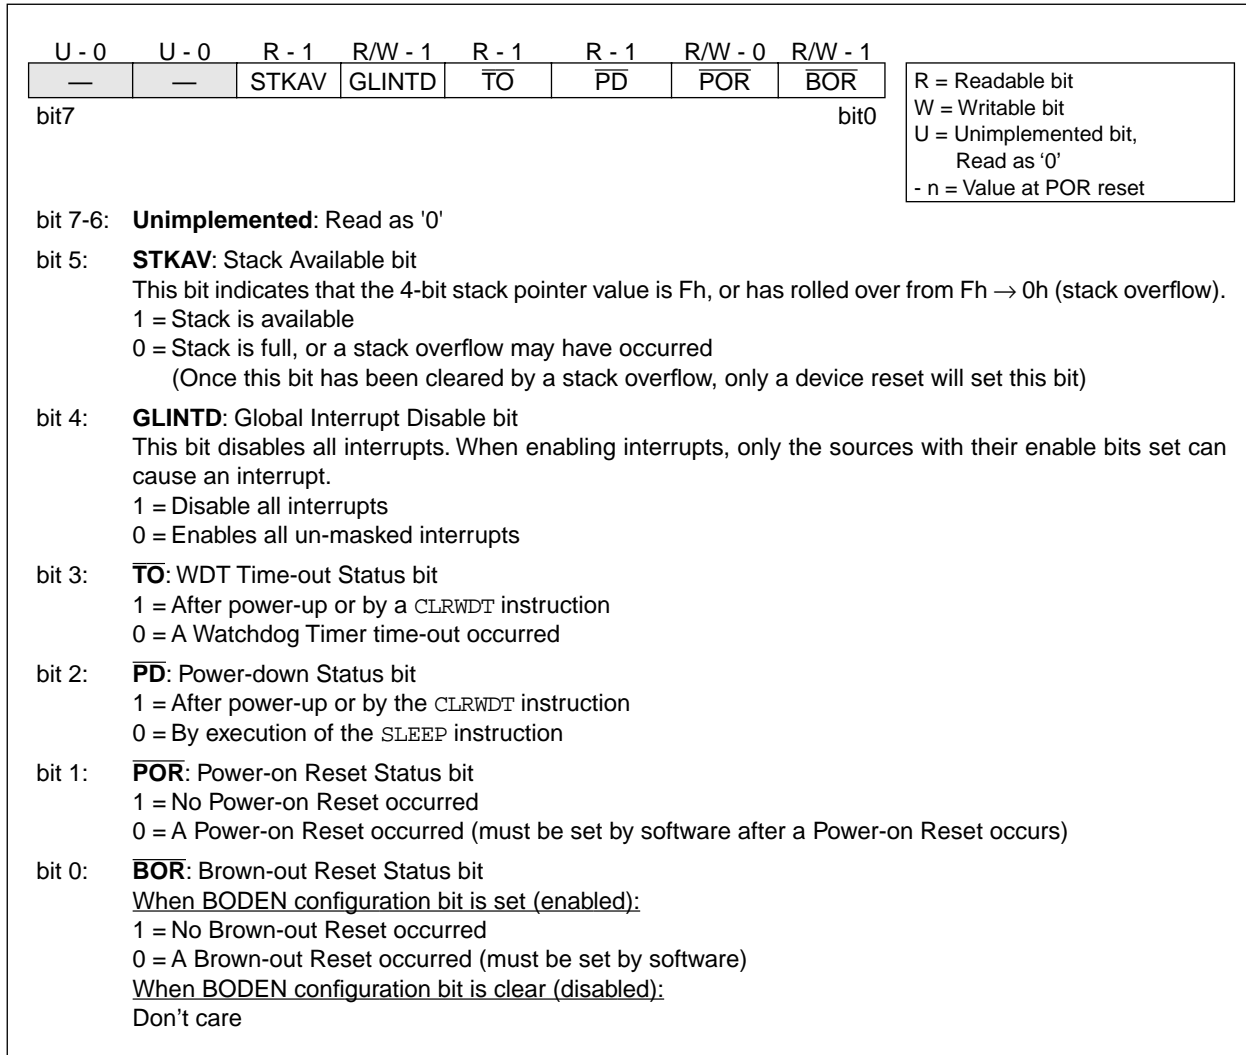 U - 0 U - 0 R - 1 R/W - 1 R - 1 R - 1 R/W - 0 R/W - 1
— — STKAV GLINTD T̅O̅ P̅D̅ P̅O̅R̅ B̅O̅R̅
bit7 bit0
R = Readable bit
W = Writable bit
U = Unimplemented bit,
Read as ‘0’
- n = Value at POR reset
bit 7-6: Unimplemented: Read as '0'
bit 5: STKAV: Stack Available bit
This bit indicates that the 4-bit stack pointer value is Fh, or has rolled over from Fh → 0h (stack overflow).
1 = Stack is available
0 = Stack is full, or a stack overflow may have occurred
(Once this bit has been cleared by a stack overflow, only a device reset will set this bit)
bit 4: GLINTD: Global Interrupt Disable bit
This bit disables all interrupts. When enabling interrupts, only the sources with their enable bits set can
cause an interrupt.
1 = Disable all interrupts
0 = Enables all un-masked interrupts
bit 3: T̅O̅: WDT Time-out Status bit
1 = After power-up or by a CLRWDT instruction
0 = A Watchdog Timer time-out occurred
bit 2: P̅D̅: Power-down Status bit
1 = After power-up or by the CLRWDT instruction
0 = By execution of the SLEEP instruction
bit 1: P̅O̅R̅: Power-on Reset Status bit
1 = No Power-on Reset occurred
0 = A Power-on Reset occurred (must be set by software after a Power-on Reset occurs)
bit 0: B̅O̅R̅: Brown-out Reset Status bit
When BODEN configuration bit is set (enabled):
1 = No Brown-out Reset occurred
0 = A Brown-out Reset occurred (must be set by software)
When BODEN configuration bit is clear (disabled):
Don’t care